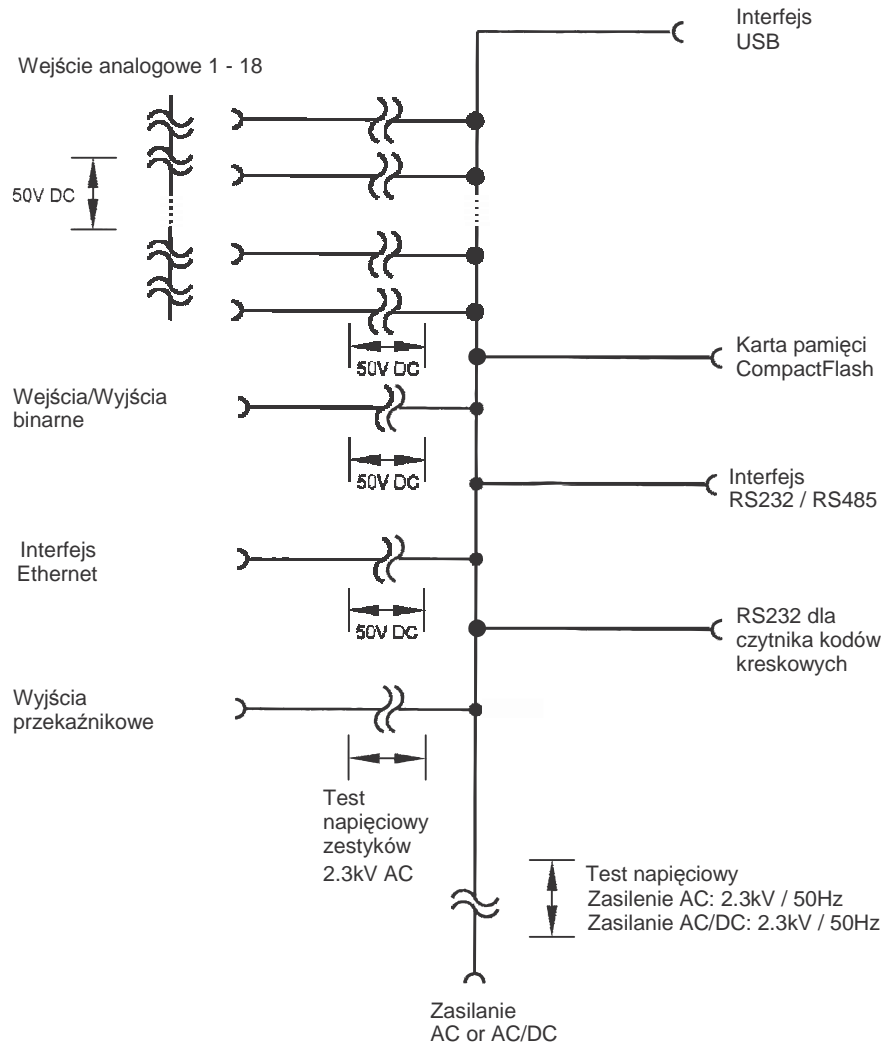 Interfejs
USB
Wejście analogowe 1 - 18
50V DC
50V DC
Karta pamięci
CompactFlash
Wejścia/Wyjścia
binarne
50V DC
Interfejs
RS232 / RS485
Interfejs
Ethernet
50V DC
RS232 dla
czytnika kodów
kreskowych
Wyjścia
przekaźnikowe
Test
napięciowy
zestyków
2.3kV AC
Test napięciowy
Zasilenie AC: 2.3kV / 50Hz
Zasilanie AC/DC: 2.3kV / 50Hz
Zasilanie
AC or AC/DC